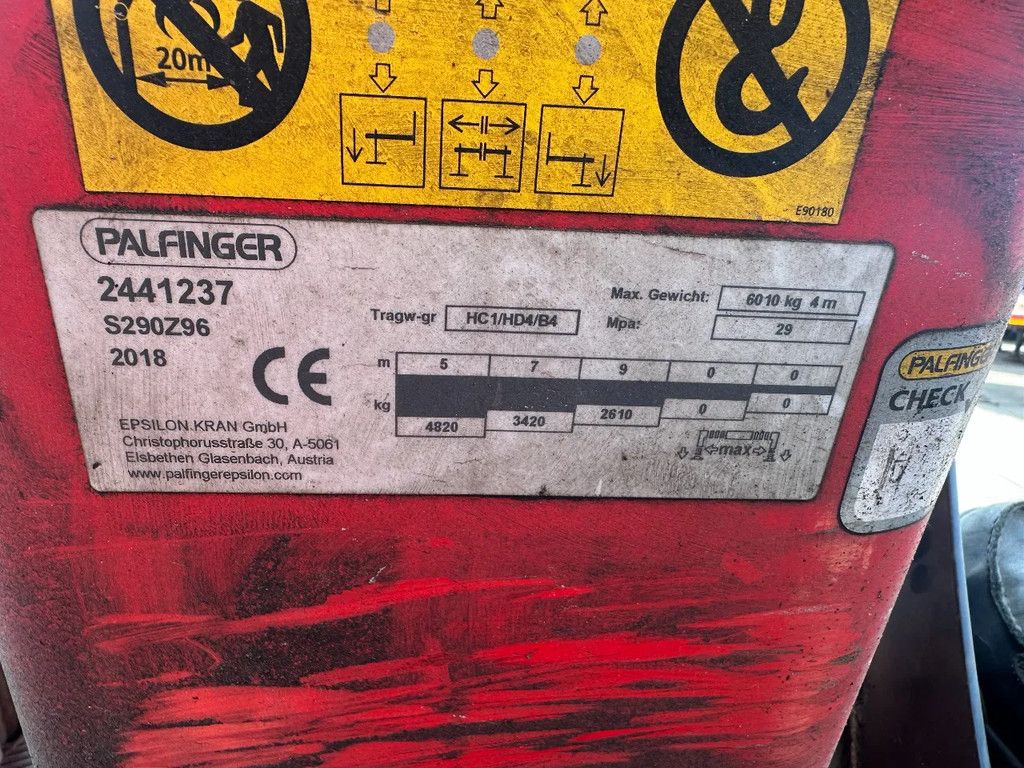 20m
E90180
PALFINGER
2441237
S290Z96
2018
CE
Tragw-gr HC1/HD4/B4
Max. Gewicht: 6010 kg 4 m
Mpa: 29
m 5 7 9 0 0
kg 4820 3420 2610 0 0
max
EPSILON KRAN GmbH
Christophorusstraße 30, A-5061
Elsbethen Glasenbach, Austria
www.palfingerepsilon.com
PALFINGER
CHECK